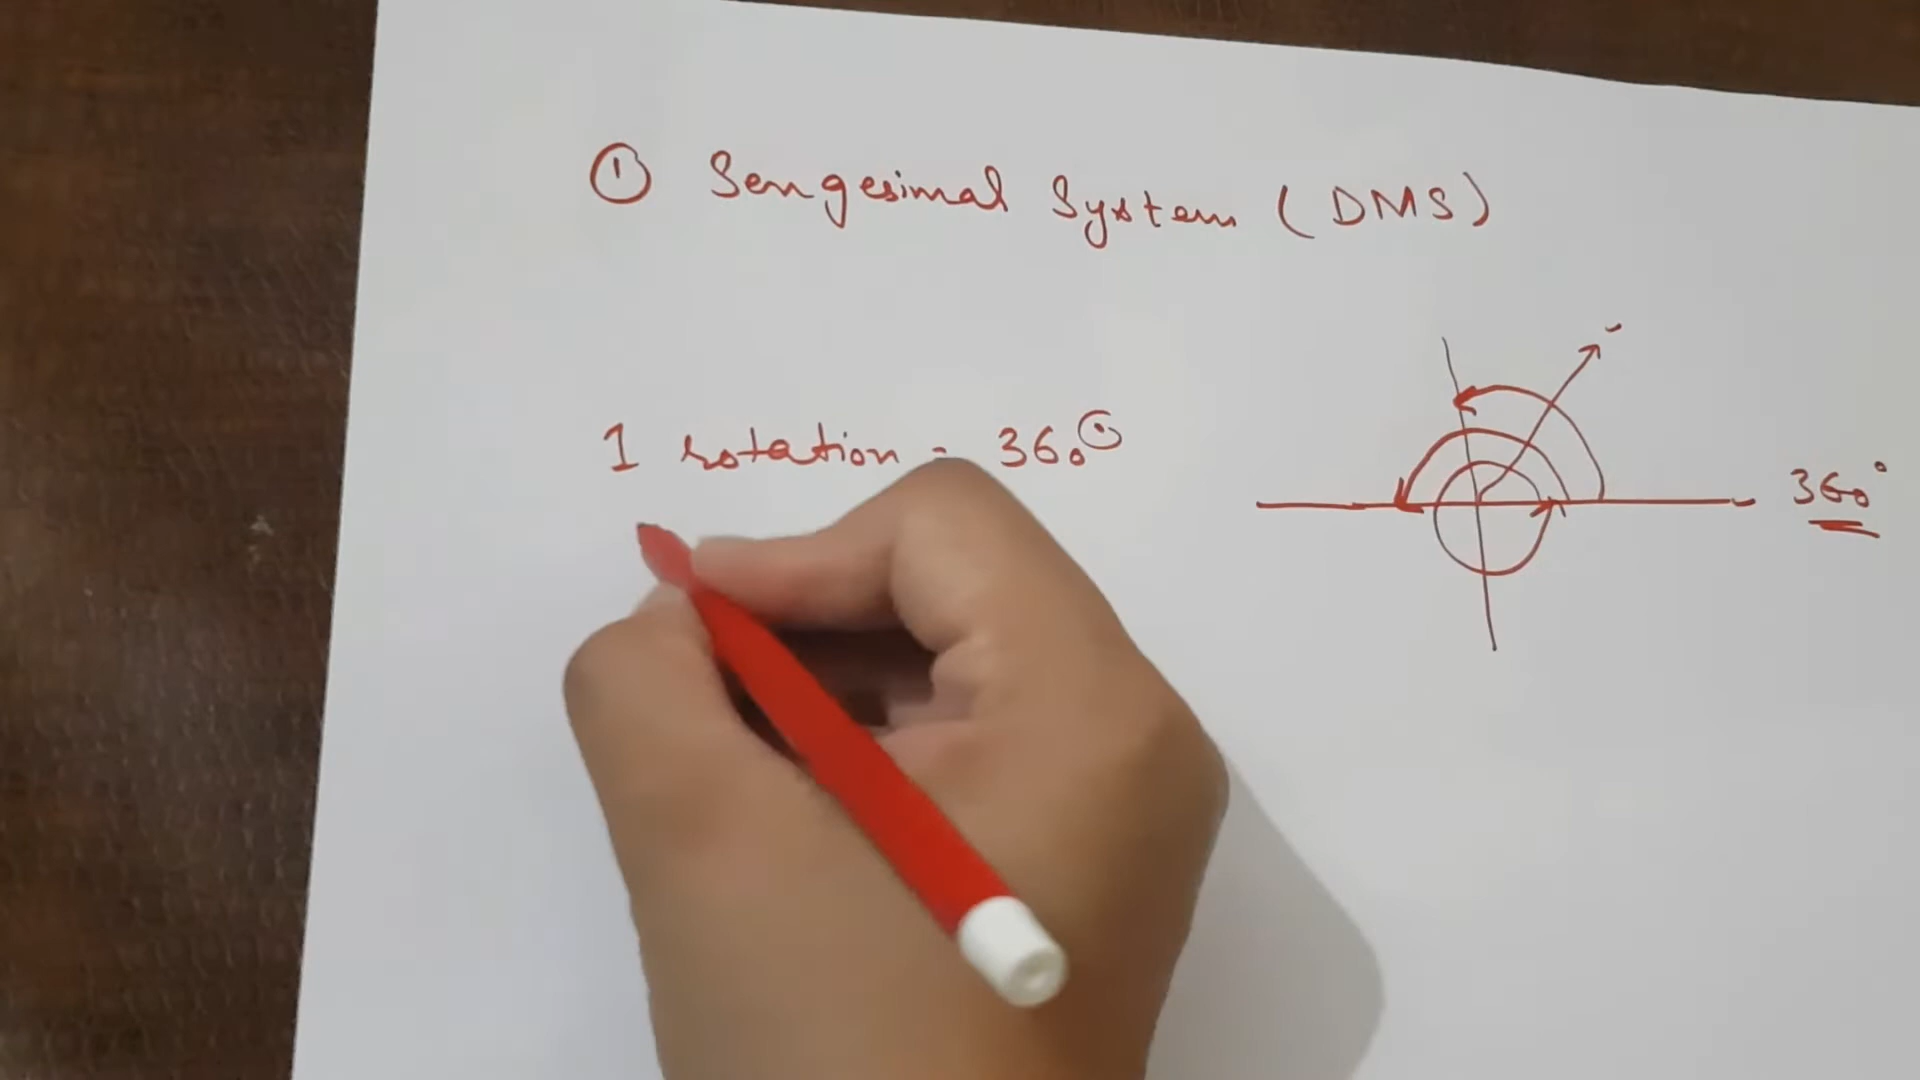 ① Sengesimal System (DMS)
1 rotation = 360°
360°